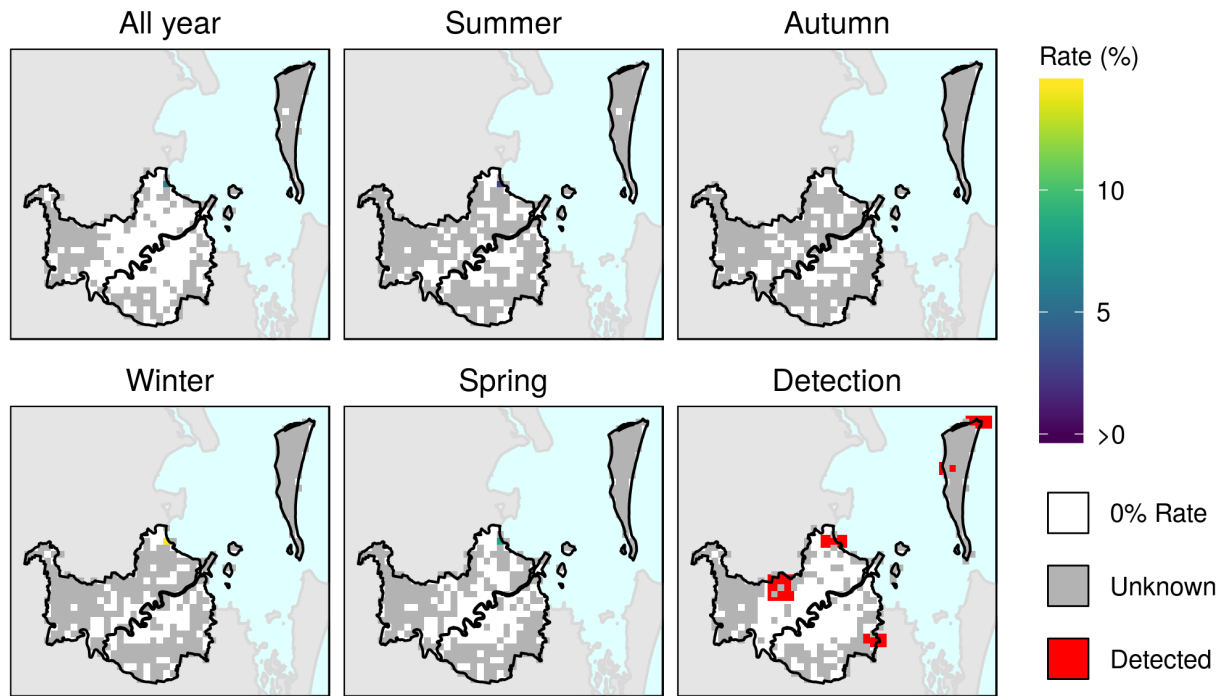 All year
Summer
Autumn
Rate (%)
10
5
>0
Winter
Spring
Detection
0% Rate
Unknown
Detected